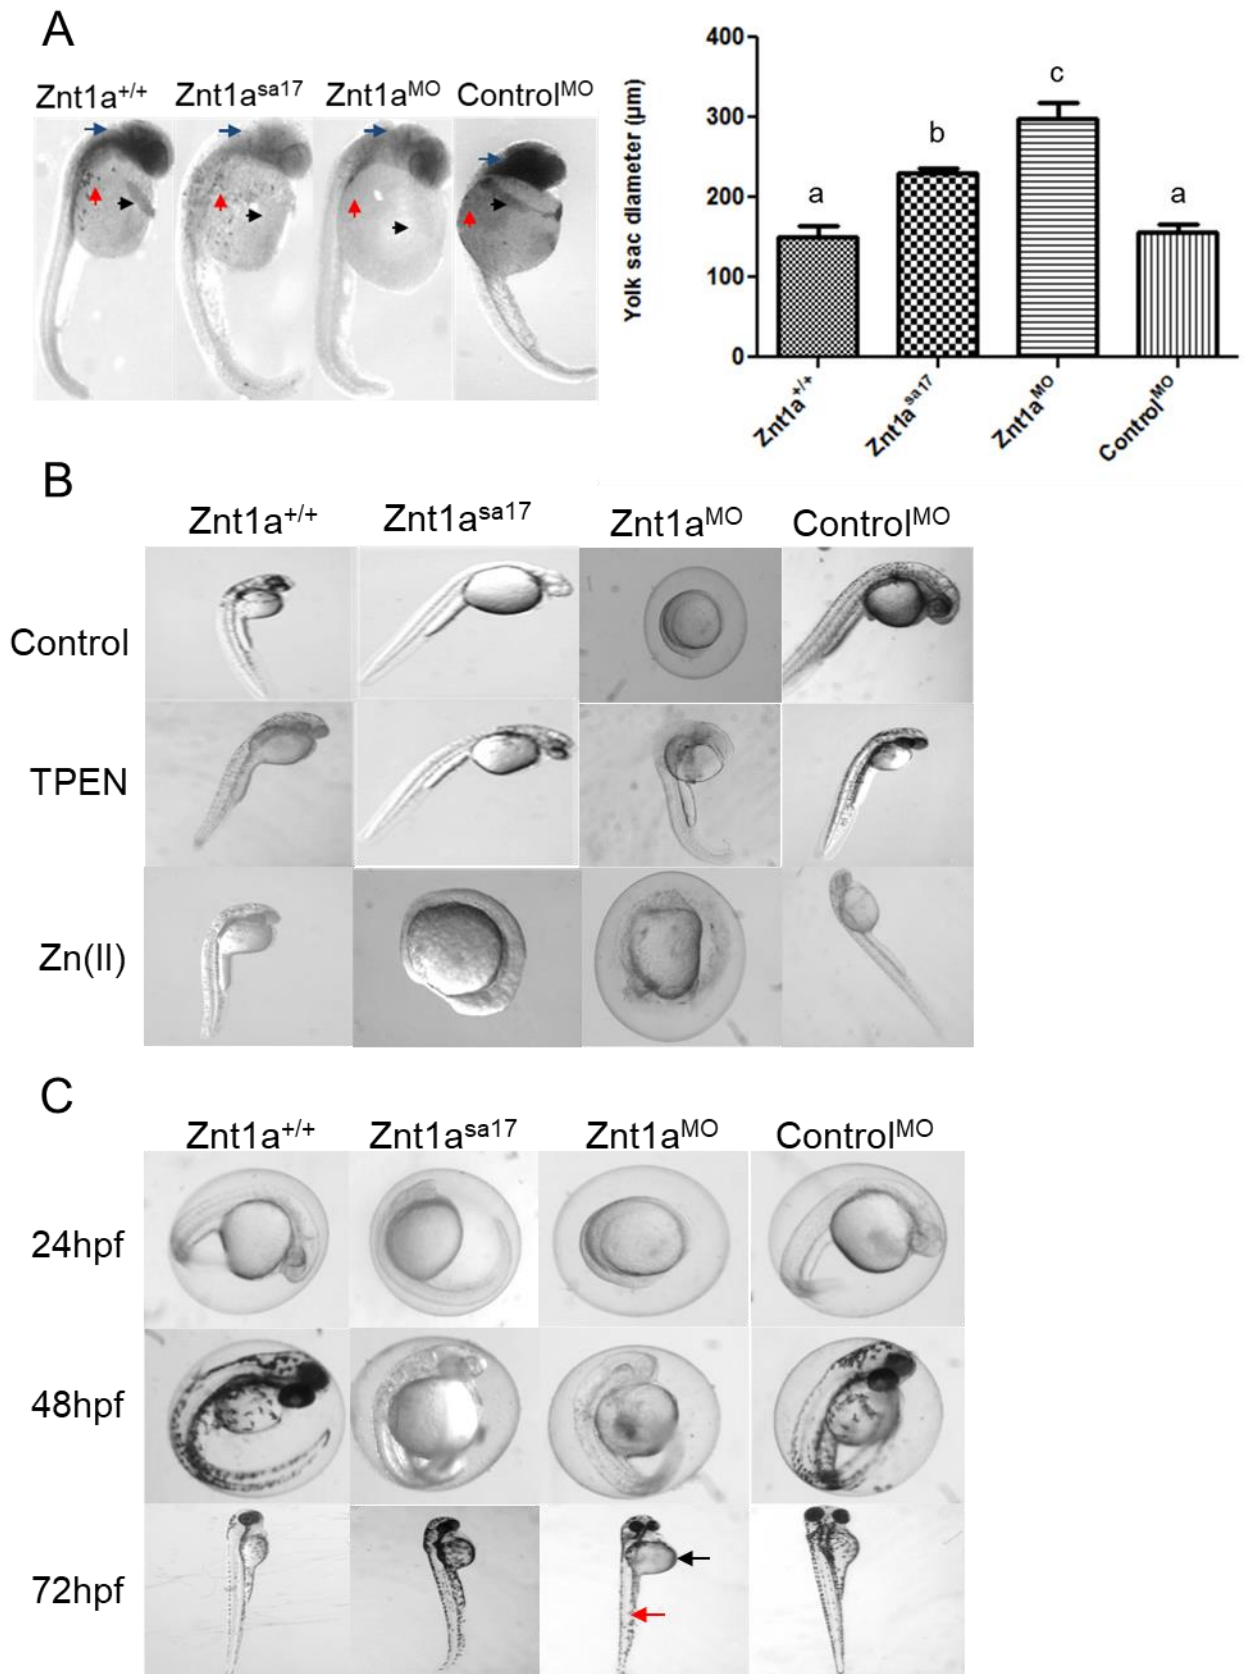 A
Znt1a+/+ Znt1asa17 Znt1aMO ControlMO
Yolk sac diameter (µm)
400
300
200
100
0
a
b
c
a
Znt1a+/+
Znt1asa17
Znt1aMO
ControlMO
B
Znt1a+/+ Znt1asa17 Znt1aMO ControlMO
Control
TPEN
Zn(II)
C
Znt1a+/+ Znt1asa17 Znt1aMO ControlMO
24hpf
48hpf
72hpf